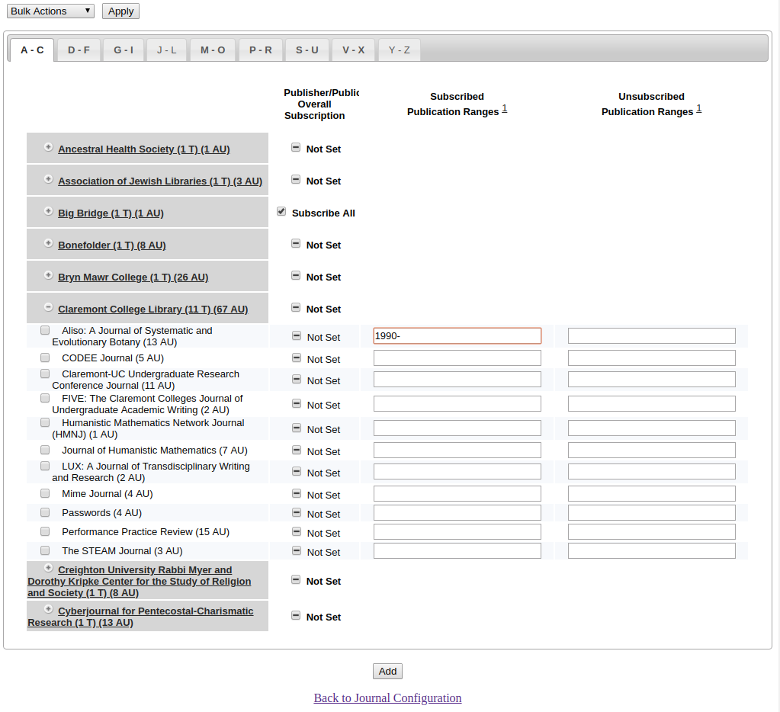 Bulk Actions
Apply
A - C
D - F
G - I
J - L
M - O
P - R
S - U
V - X
Y - Z
Publisher/Public
Overall
Subscription
Subscribed
Publication Ranges 1
Unsubscribed
Publication Ranges 1
Ancestral Health Society (1 T) (1 AU)
Not Set
Association of Jewish Libraries (1 T) (3 AU)
Not Set
Big Bridge (1 T) (1 AU)
Subscribe All
Bonefolder (1 T) (8 AU)
Not Set
Bryn Mawr College (1 T) (26 AU)
Not Set
Claremont College Library (11 T) (67 AU)
Not Set
Aliso: A Journal of Systematic and
Evolutionary Botany (13 AU)
Not Set
1990-
CODEE Journal (5 AU)
Not Set
Claremont-UC Undergraduate Research
Conference Journal (11 AU)
Not Set
FIVE: The Claremont Colleges Journal of
Undergraduate Academic Writing (2 AU)
Not Set
Humanistic Mathematics Network Journal
(HMNJ) (1 AU)
Not Set
Journal of Humanistic Mathematics (7 AU)
Not Set
LUX: A Journal of Transdisciplinary Writing
and Research (2 AU)
Not Set
Mime Journal (4 AU)
Not Set
Passwords (4 AU)
Not Set
Performance Practice Review (15 AU)
Not Set
The STEAM Journal (3 AU)
Not Set
Creighton University Rabbi Myer and
Dorothy Kripke Center for the Study of Religion
and Society (1 T) (8 AU)
Not Set
Cyberjournal for Pentecostal-Charismatic
Research (1 T) (13 AU)
Not Set
Add
Back to Journal Configuration